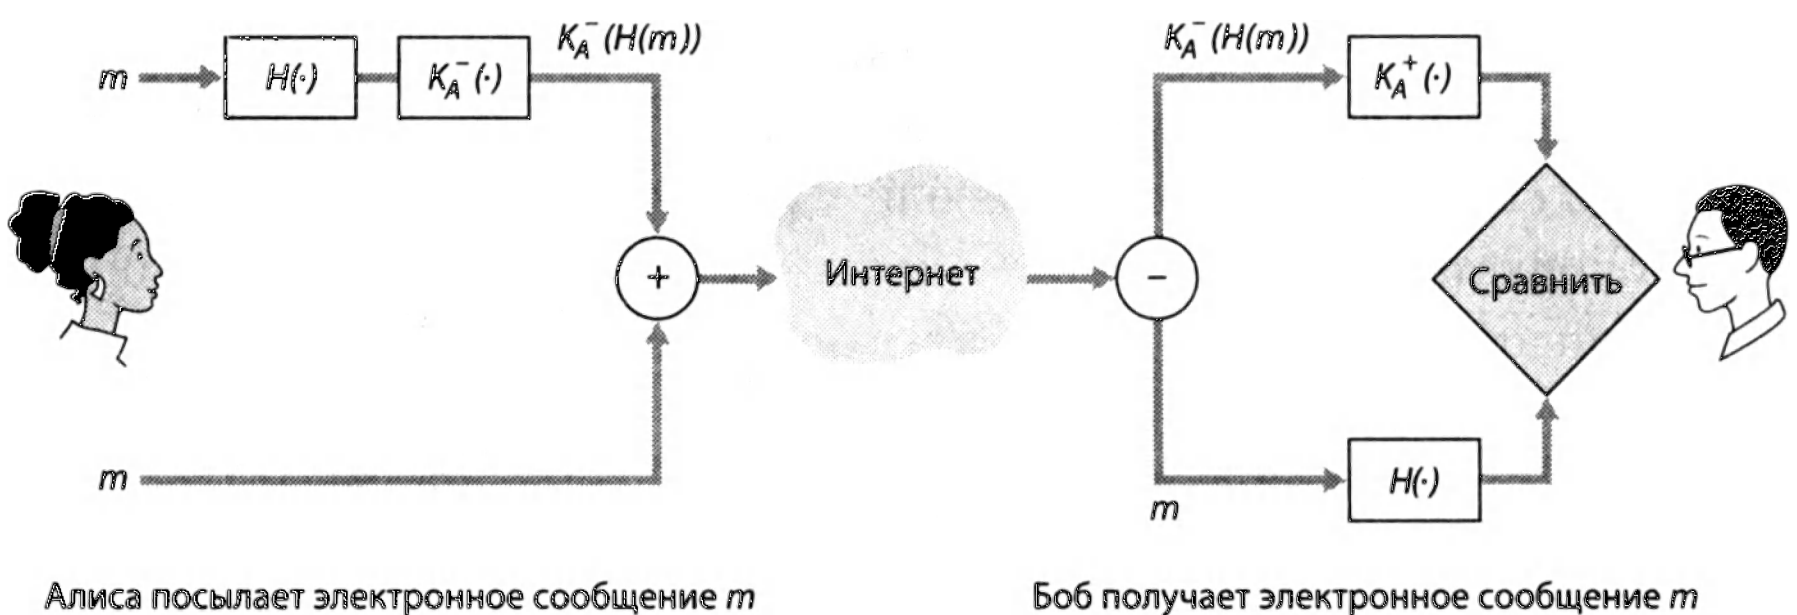 m
H(·)
K_A^-(·)
K_A^-(H(m))
K_A^-(H(m))
K_A^+(·)
+
Интернет
−
Сравнить
m
m
H(·)
Алиса посылает электронное сообщение m
Боб получает электронное сообщение m